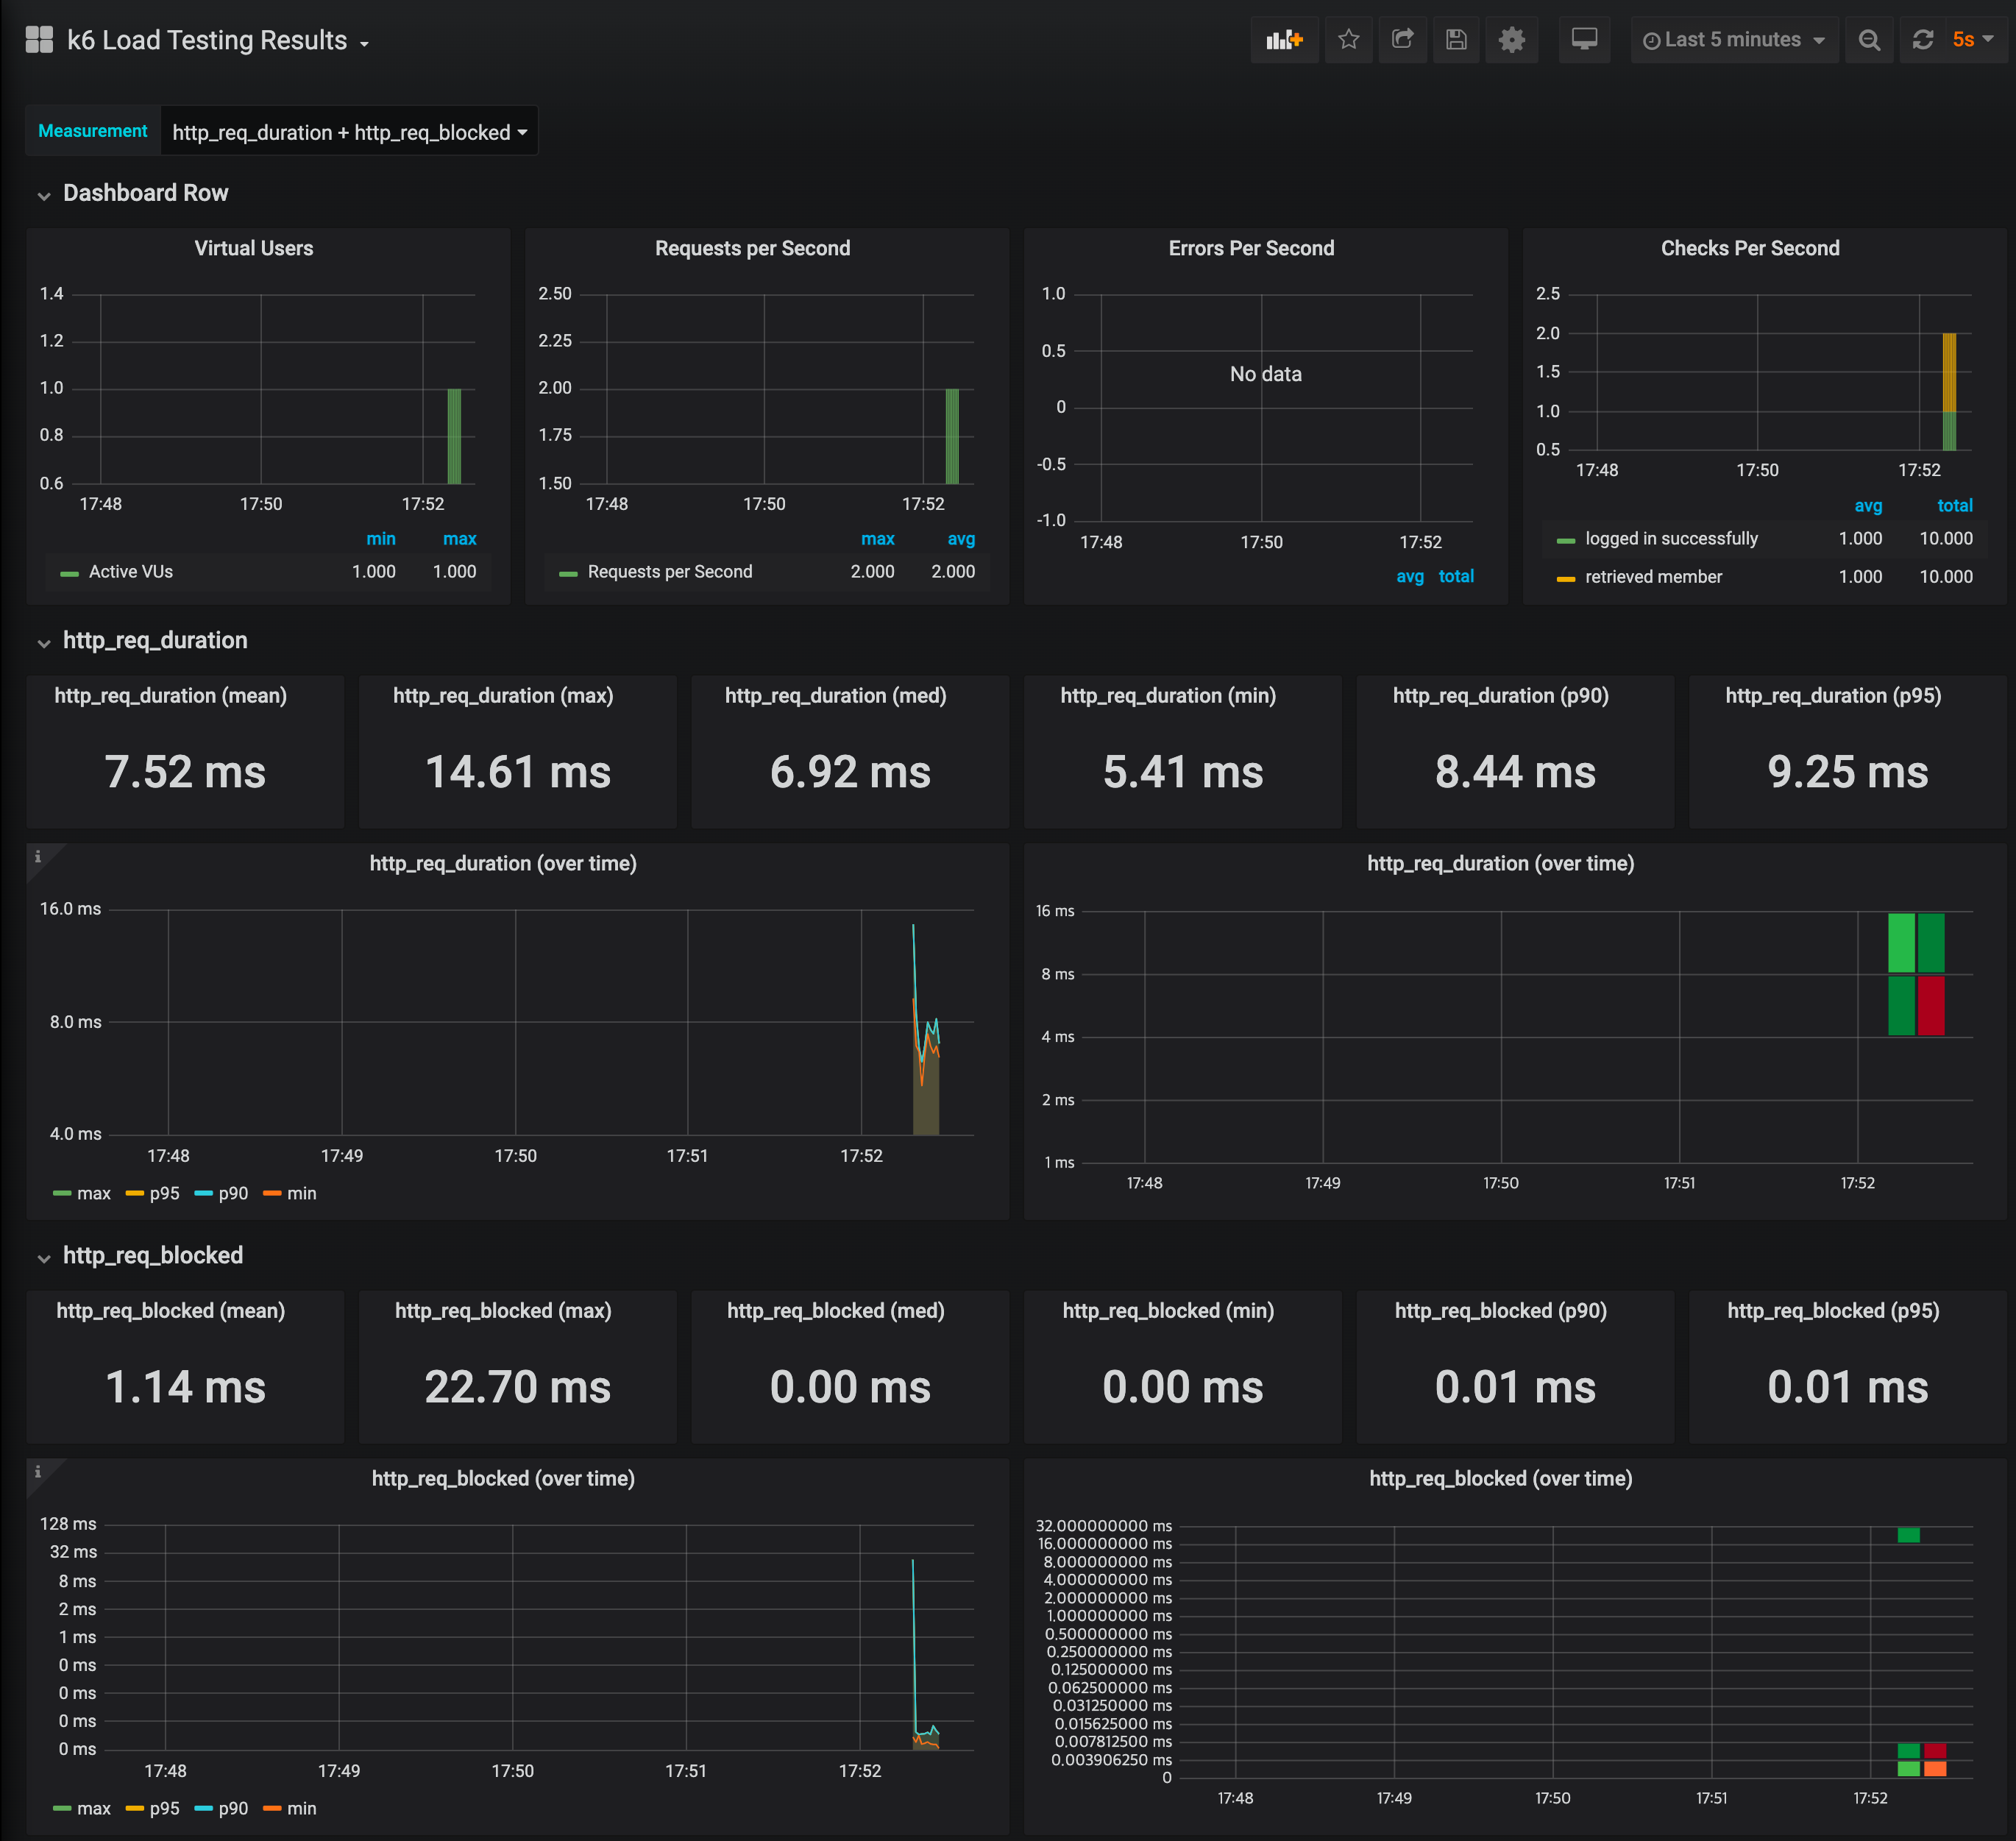 k6 Load Testing Results
Last 5 minutes
5s
Measurement
http_req_duration + http_req_blocked
Dashboard Row
Virtual Users
1.4
1.2
1.0
0.8
0.6
17:48 17:50 17:52
min max
Active VUs 1.000 1.000
Requests per Second
2.50
2.25
2.00
1.75
1.50
17:48 17:50 17:52
max avg
Requests per Second 2.000 2.000
Errors Per Second
1.0
0.5
0
-0.5
-1.0
No data
17:48 17:50 17:52
avg total
Checks Per Second
2.5
2.0
1.5
1.0
0.5
17:48 17:50 17:52
avg total
logged in successfully 1.000 10.000
retrieved member 1.000 10.000
http_req_duration
http_req_duration (mean)
7.52 ms
http_req_duration (max)
14.61 ms
http_req_duration (med)
6.92 ms
http_req_duration (min)
5.41 ms
http_req_duration (p90)
8.44 ms
http_req_duration (p95)
9.25 ms
i
http_req_duration (over time)
16.0 ms
8.0 ms
4.0 ms
17:48 17:49 17:50 17:51 17:52
max p95 p90 min
http_req_duration (over time)
16 ms
8 ms
4 ms
2 ms
1 ms
17:48 17:49 17:50 17:51 17:52
http_req_blocked
http_req_blocked (mean)
1.14 ms
http_req_blocked (max)
22.70 ms
http_req_blocked (med)
0.00 ms
http_req_blocked (min)
0.00 ms
http_req_blocked (p90)
0.01 ms
http_req_blocked (p95)
0.01 ms
i
http_req_blocked (over time)
128 ms
32 ms
8 ms
2 ms
1 ms
0 ms
0 ms
0 ms
0 ms
17:48 17:49 17:50 17:51 17:52
max p95 p90 min
http_req_blocked (over time)
32.000000000 ms
16.000000000 ms
8.000000000 ms
4.000000000 ms
2.000000000 ms
1.000000000 ms
0.500000000 ms
0.250000000 ms
0.125000000 ms
0.062500000 ms
0.031250000 ms
0.015625000 ms
0.007812500 ms
0.003906250 ms
0
17:48 17:49 17:50 17:51 17:52